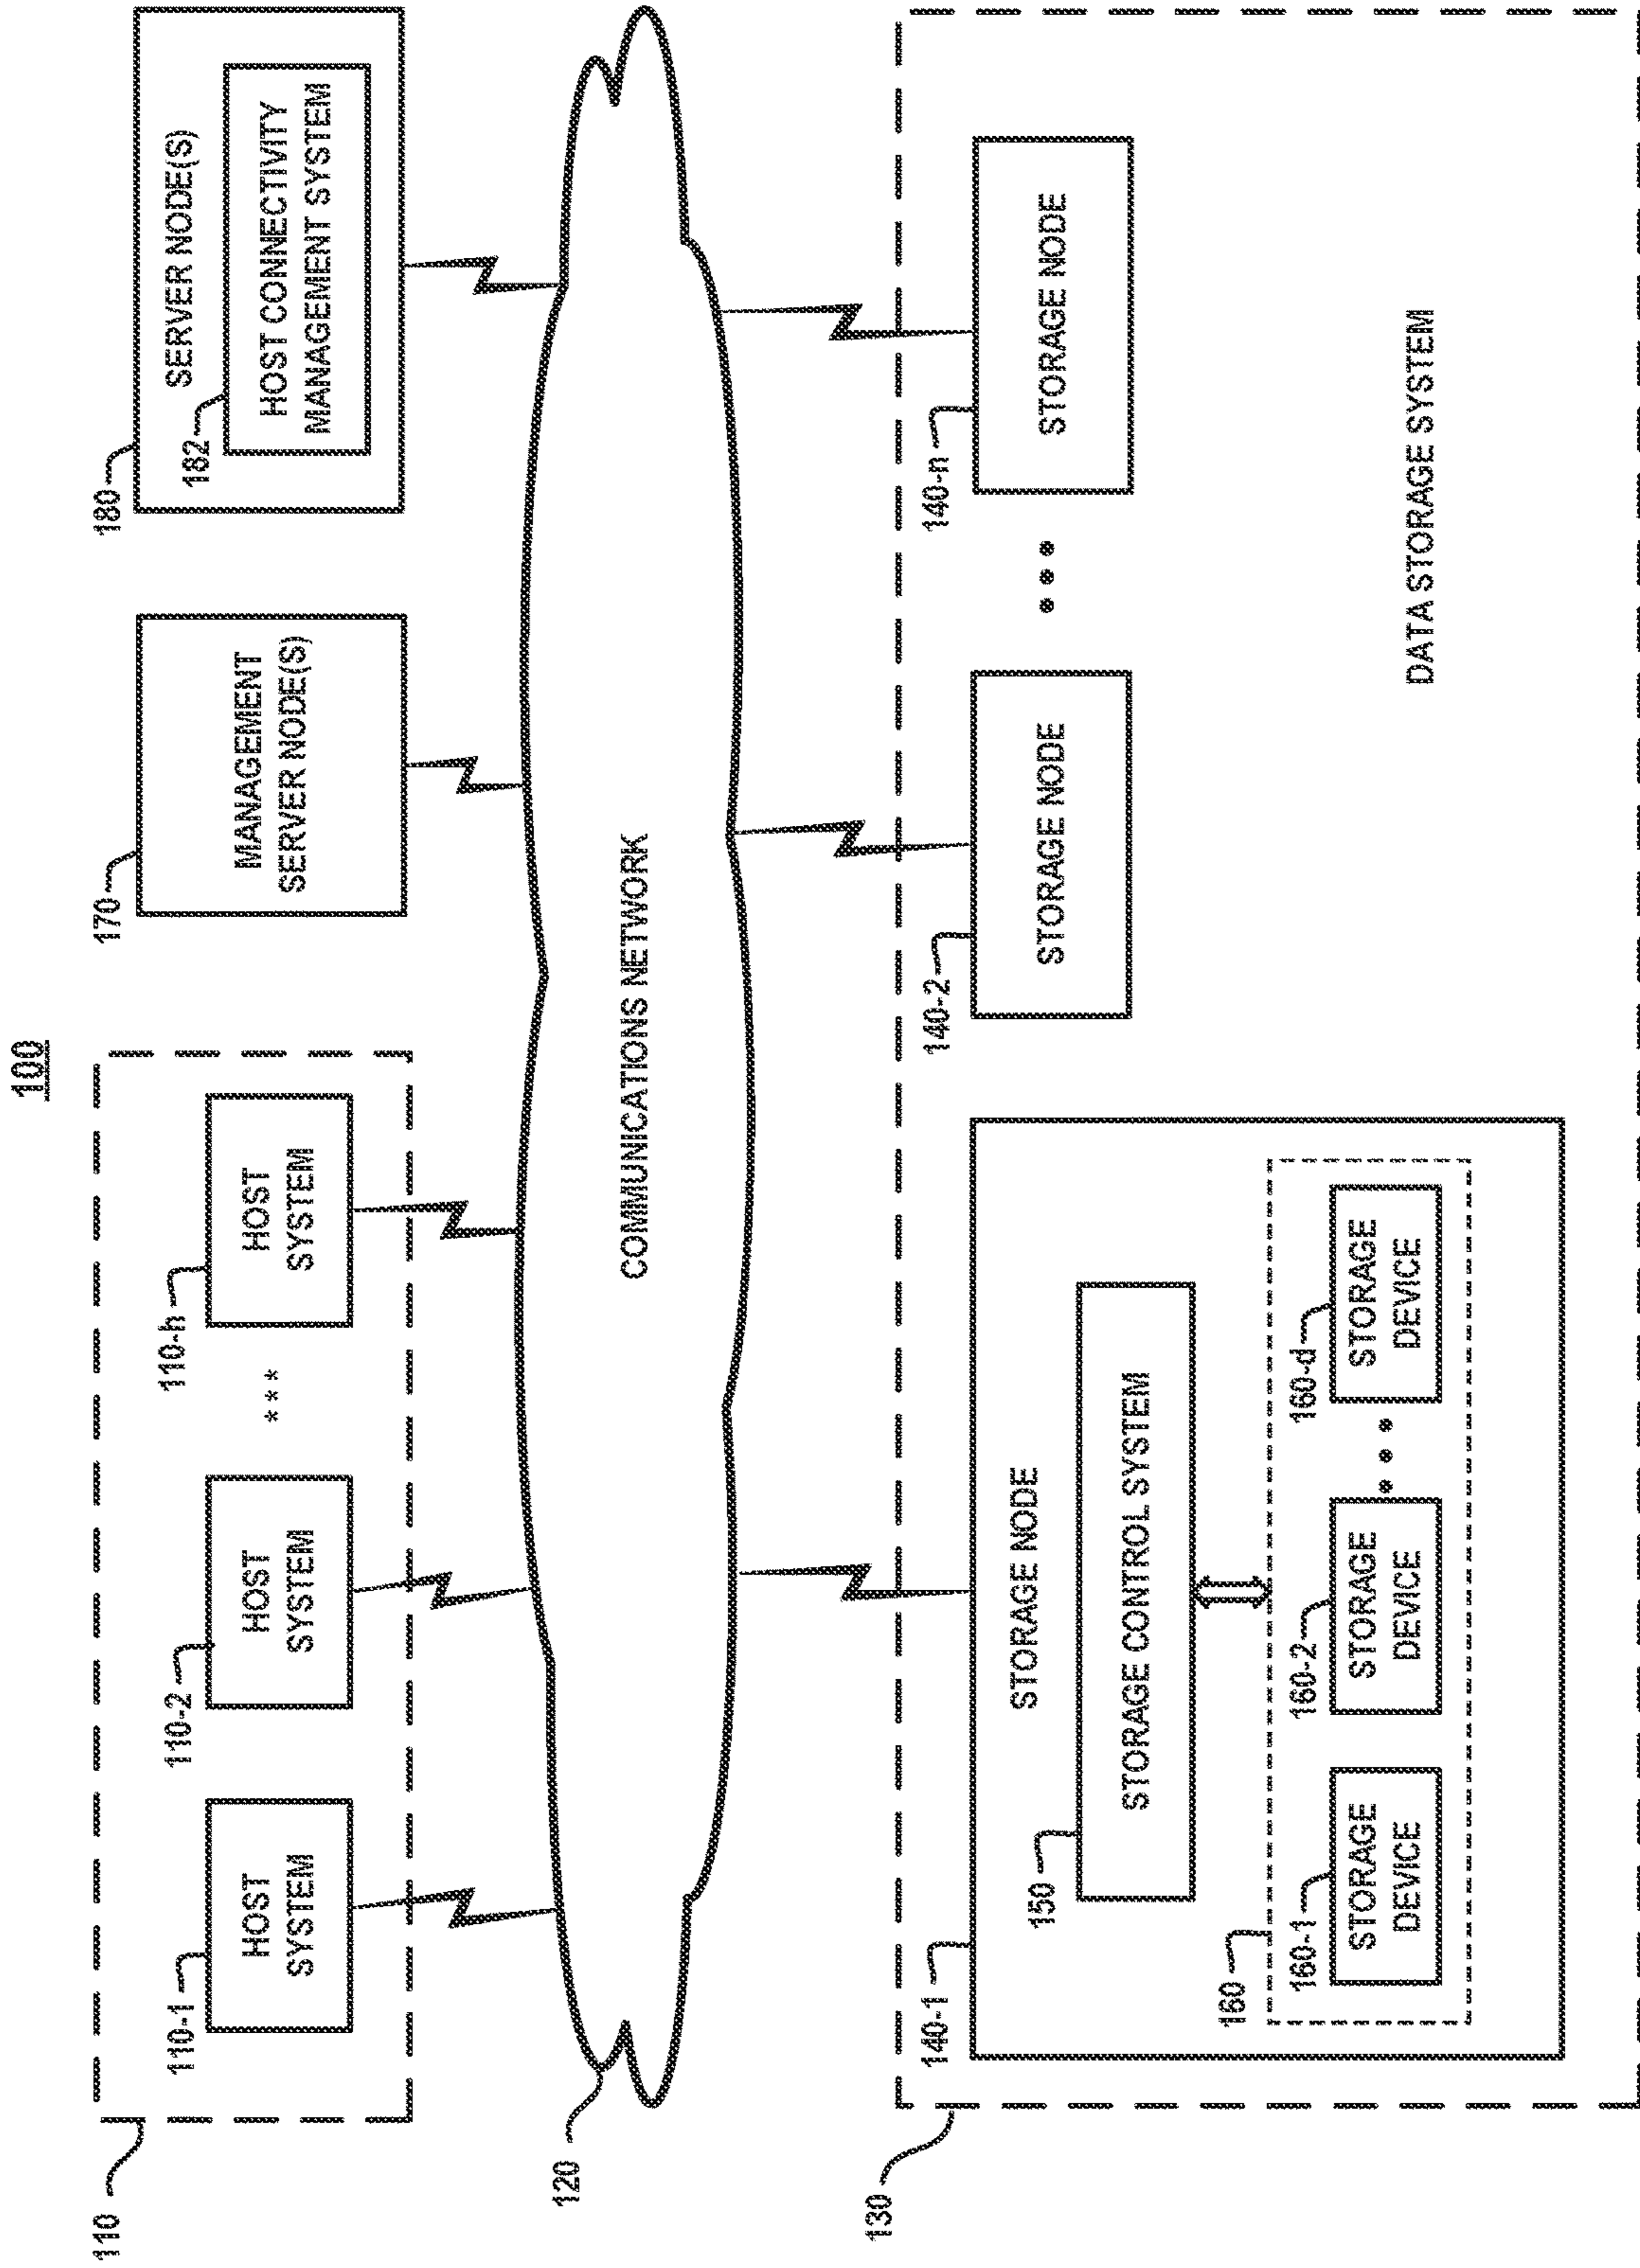 100
110
110-1
HOST
SYSTEM
110-2
HOST
SYSTEM
***
110-h
HOST
SYSTEM
170
MANAGEMENT
SERVER NODE(S)
180
SERVER NODE(S)
182
HOST CONNECTIVITY
MANAGEMENT SYSTEM
120
COMMUNICATIONS NETWORK
130
140-1
STORAGE NODE
150
STORAGE CONTROL SYSTEM
160
160-1
STORAGE
DEVICE
160-2
STORAGE
DEVICE
160-d
STORAGE
DEVICE
140-2
STORAGE NODE
140-n
STORAGE NODE
DATA STORAGE SYSTEM